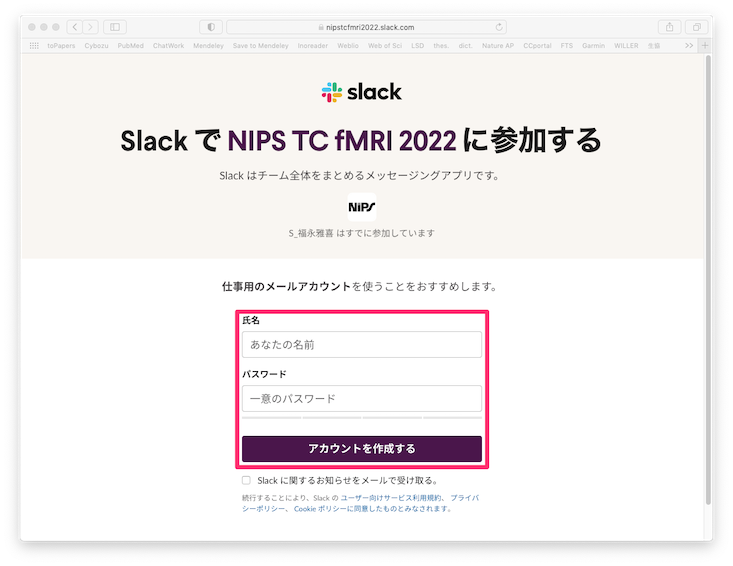 nipstcfmri2022.slack.com
IoPapers Cybozu PubMed ChatWork Mendeley Save to Mendeley Inoreader Weblio Web of Sci LSD thes. dict. Nature AP CCportal FTS Garmin WILLER
slack
Slack で NIPS TC fMRI 2022 に参加する
Slack はチーム全体をまとめるメッセージングアプリです。
NiPS
S_福永雅喜 はすでに参加しています
仕事用のメールアカウントを使うことをおすすめします。
氏名
あなたの名前
パスワード
一意のパスワード
アカウントを作成する
Slack に関するお知らせをメールで受け取る。
続行することにより、Slack の ユーザー向けサービス利用規約、 プライバ
シーポリシー、 Cookie ポリシーに同意したものとみなされます。